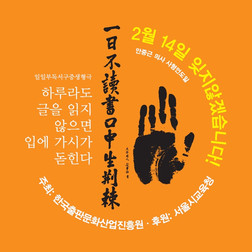 2월 14일 잊지않겠습니다!
안중근 의사 사형선도일
一日不讀書口中生荊棘
일일부독서구중생형극
하루라도
글을 읽지
않으면
입에 가시가
돋힌다
주최: 한국출판문화산업진흥원 · 후원: 서울시교육청